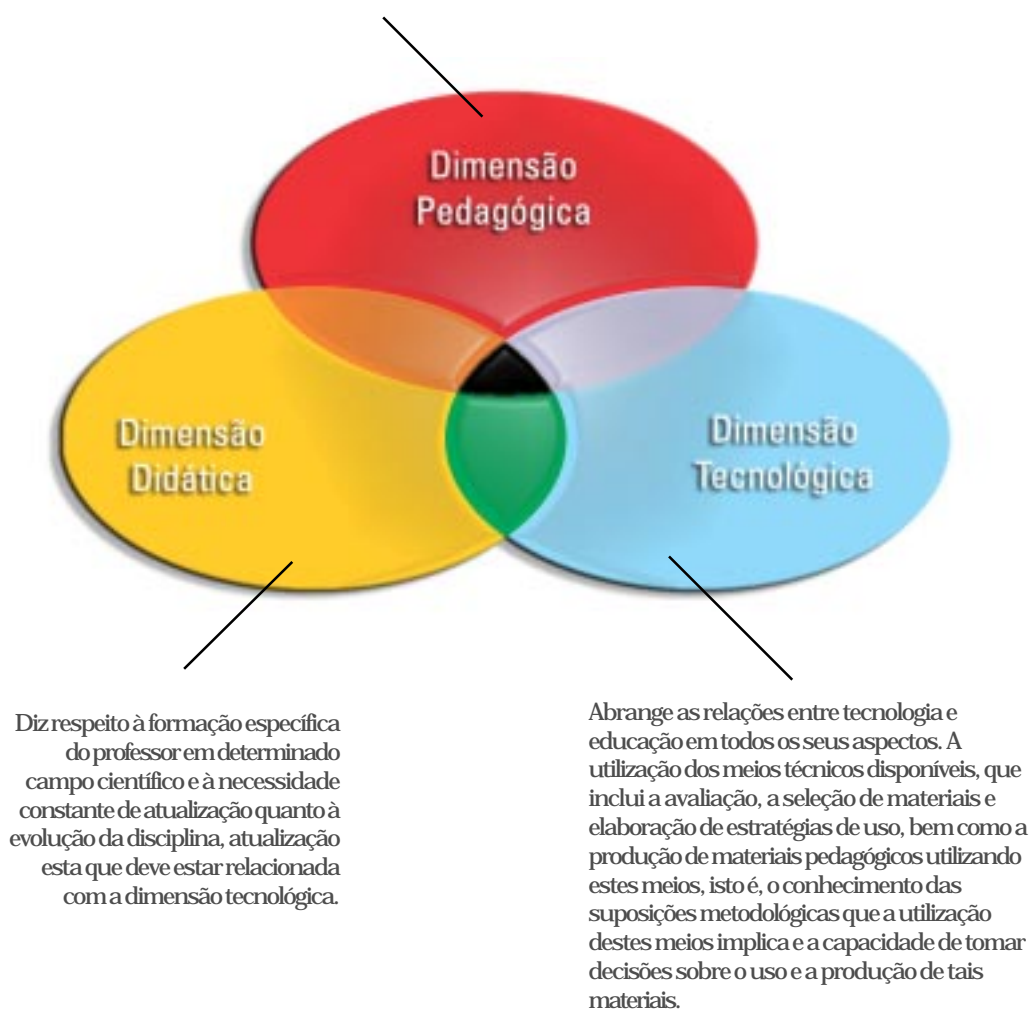 Dimensão
Pedagógica
Dimensão
Didática
Dimensão
Tecnológica
Diz respeito à formação específica
do professor em determinado
campo científico e à necessidade
constante de atualização quanto à
evolução da disciplina, atualização
esta que deve estar relacionada
com a dimensão tecnológica.
Abrange as relações entre tecnologia e
educação em todos os seus aspectos. A
utilização dos meios técnicos disponíveis, que
inclui a avaliação, a seleção de materiais e
elaboração de estratégias de uso, bem como a
produção de materiais pedagógicos utilizando
estes meios, isto é, o conhecimento das
suposições metodológicas que a utilização
destes meios implica e a capacidade de tomar
decisões sobre o uso e a produção de tais
materiais.